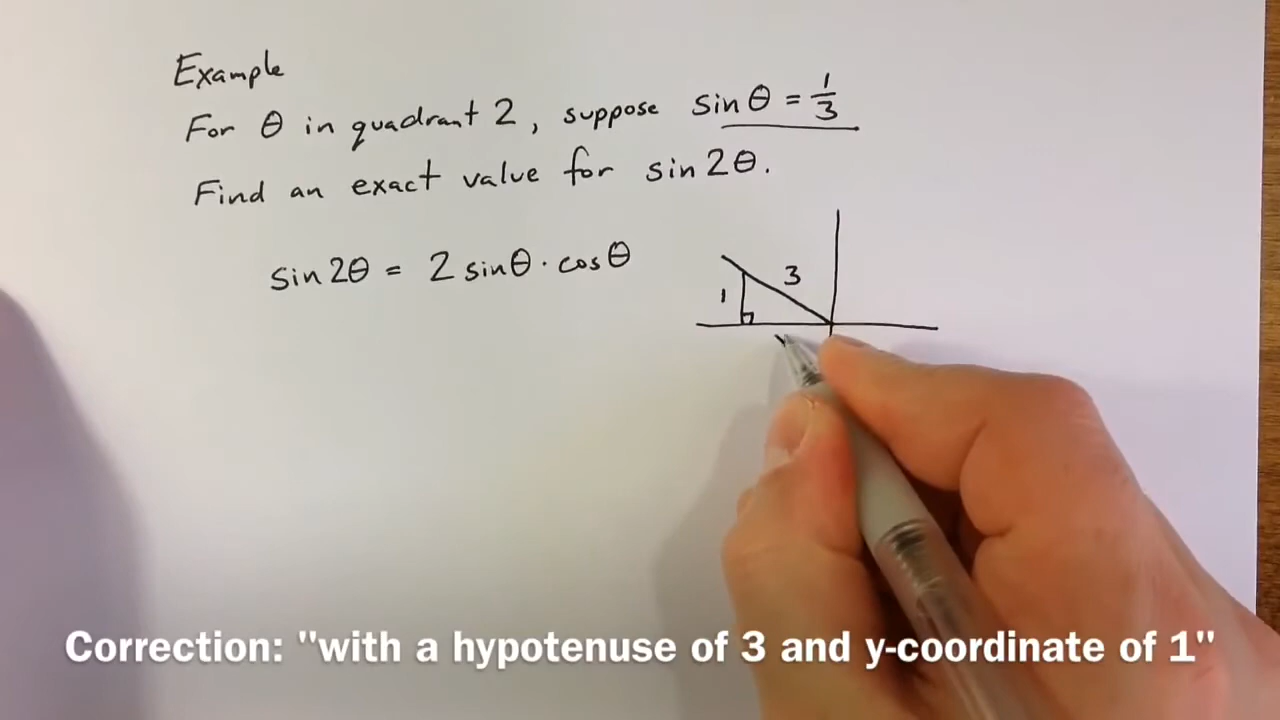 Example
For θ in quadrant 2, suppose sin θ = 1/3
Find an exact value for sin 2θ.
sin 2θ = 2 sin θ · cos θ
3
1
Correction: "with a hypotenuse of 3 and y-coordinate of 1"